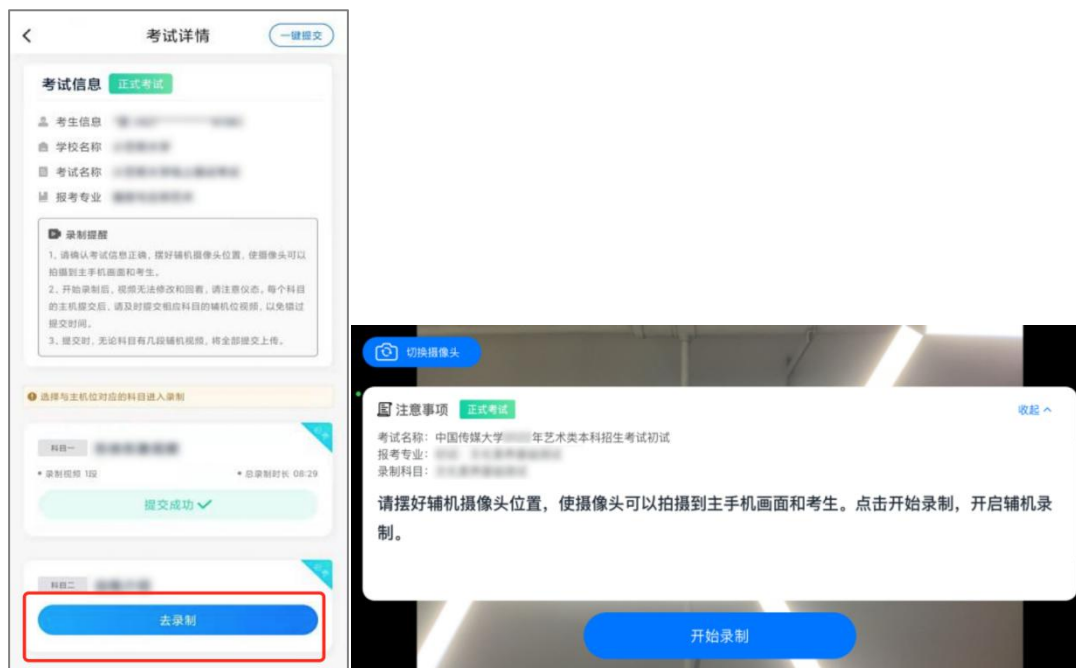 考试详情
一键提交
考试信息 正式考试
考生信息
学校名称
考试名称
报考专业
录制提醒
1、请确认考试信息正确，摆好辅机摄像头位置，使摄像头可以
拍摄到主手机画面和考生。
2、开始录制后，视频无法修改和回看，请注意仪态。每个科目
的主机提交后，请及时提交相应科目的辅机位视频，以免错过
提交时间。
3、提交时，无论科目有几段辅机视频，将全部提交上传。
选择与主机位对应的科目进入录制
科目一
录制视频 1段 总录制时长 08:29
提交成功
科目二
去录制
切换摄像头
注意事项 正式考试 收起
考试名称：中国传媒大学 年艺术类本科招生考试初试
报考专业：
录制科目：
请摆好辅机摄像头位置，使摄像头可以拍摄到主手机画面和考生。点击开始录制，开启辅机录
制。
开始录制